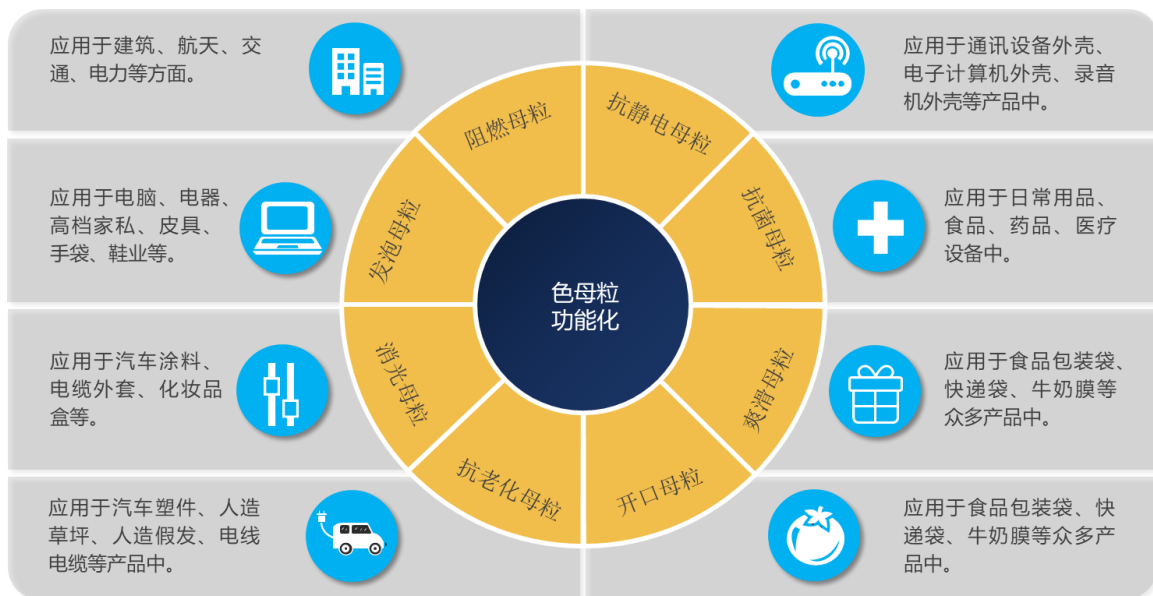 应用于建筑、航天、交
通、电力等方面。
应用于电脑、电器、
高档家私、皮具、
手袋、鞋业等。
应用于汽车涂料、
电缆外套、化妆品
盒等。
应用于汽车塑件、人造
草坪、人造假发、电线
电缆等产品中。
阻燃母粒
抗静电母粒
发泡母粒
抗菌母粒
色母粒
功能化
消光母粒
爽滑母粒
抗老化母粒
开口母粒
应用于通讯设备外壳、
电子计算机外壳、录音
机外壳等产品中。
应用于日常用品、
食品、药品、医疗
设备中。
应用于食品包装袋、
快递袋、牛奶膜等
众多产品中。
应用于食品包装袋、快
递袋、牛奶膜等众多产
品中。